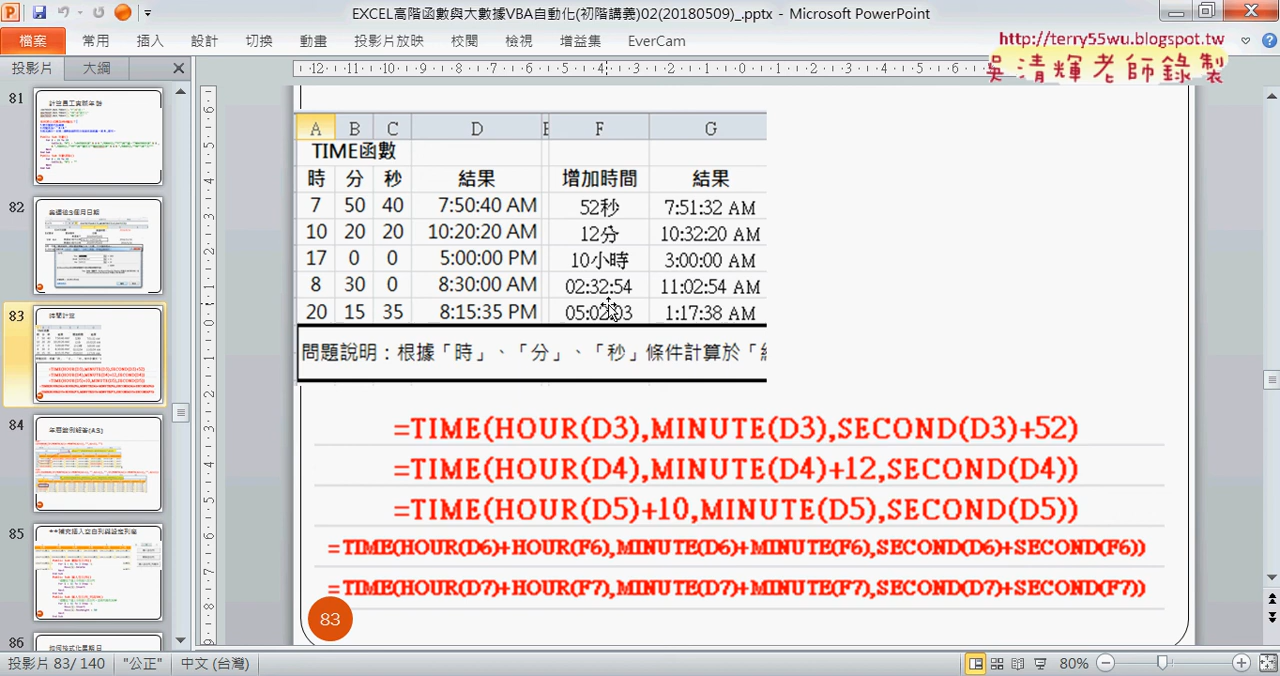 EXCEL高階函數與大數據VBA自動化(初階講義)02(20180509)_.pptx - Microsoft PowerPoint
檔案 常用 插入 設計 切換 動畫 投影片放映 校閱 檢視 增益集 EverCam
http://terry55wu.blogspot.tw
吳清輝老師錄製
投影片 大綱
81
82
83
84
85
86
A B C D E F G
TIME函數
時 分 秒 結果 增加時間 結果
7 50 40 7:50:40 AM 52秒 7:51:32 AM
10 20 20 10:20:20 AM 12分 10:32:20 AM
17 0 0 5:00:00 PM 10小時 3:00:00 AM
8 30 0 8:30:00 AM 02:32:54 11:02:54 AM
20 15 35 8:15:35 PM 05:02:03 1:17:38 AM
問題說明：根據「時」、「分」、「秒」條件計算於「
=TIME(HOUR(D3),MINUTE(D3),SECOND(D3)+52)
=TIME(HOUR(D4),MINUTE(D4)+12,SECOND(D4))
=TIME(HOUR(D5)+10,MINUTE(D5),SECOND(D5))
=TIME(HOUR(D6)+HOUR(F6),MINUTE(D6)+MINUTE(F6),SECOND(D6)+SECOND(F6))
=TIME(HOUR(D7)+HOUR(F7),MINUTE(D7)+MINUTE(F7),SECOND(D7)+SECOND(F7))
83
投影片 83/ 140 "公正" 中文 (台灣) 80%